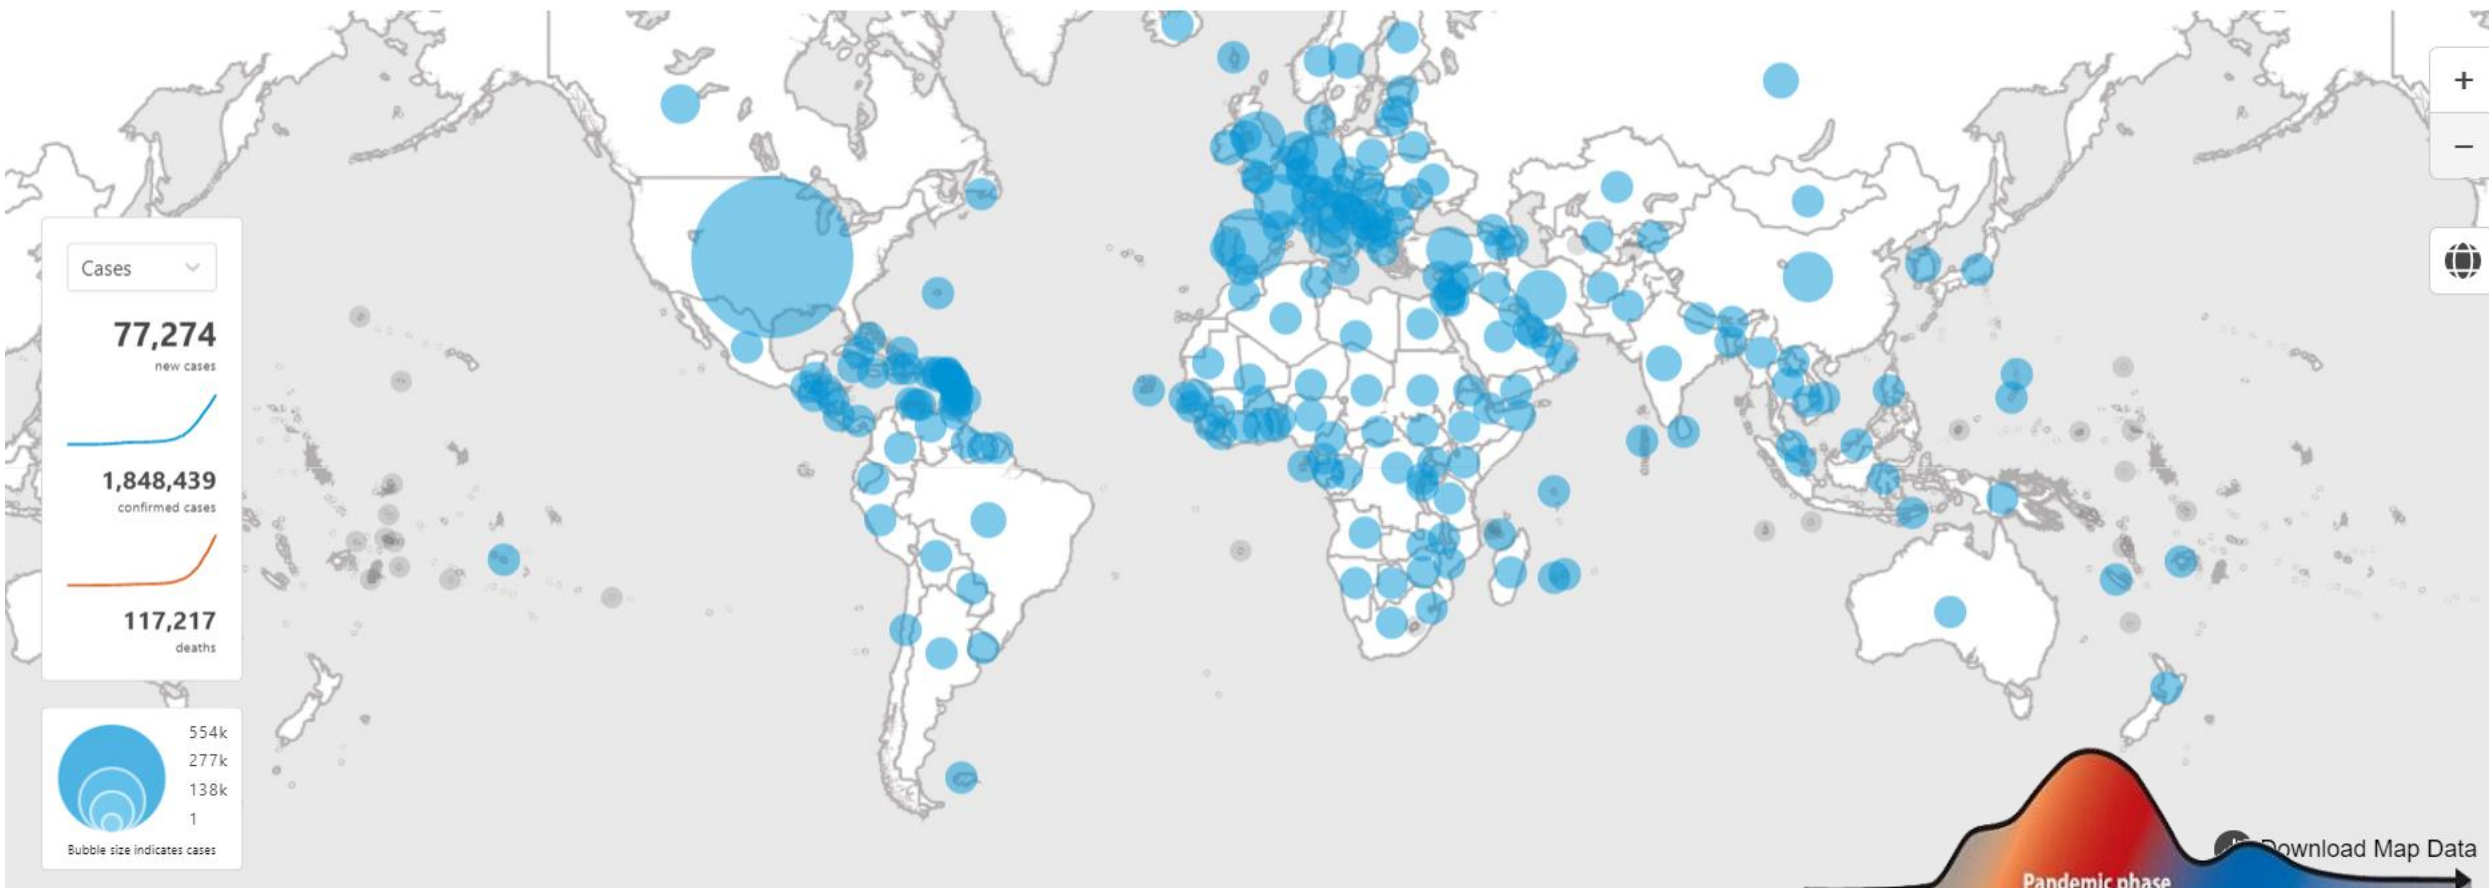 +
−
Cases
77,274
new cases
1,848,439
confirmed cases
117,217
deaths
554k
277k
138k
1
Bubble size indicates cases
Download Map Data
Pandemic phase